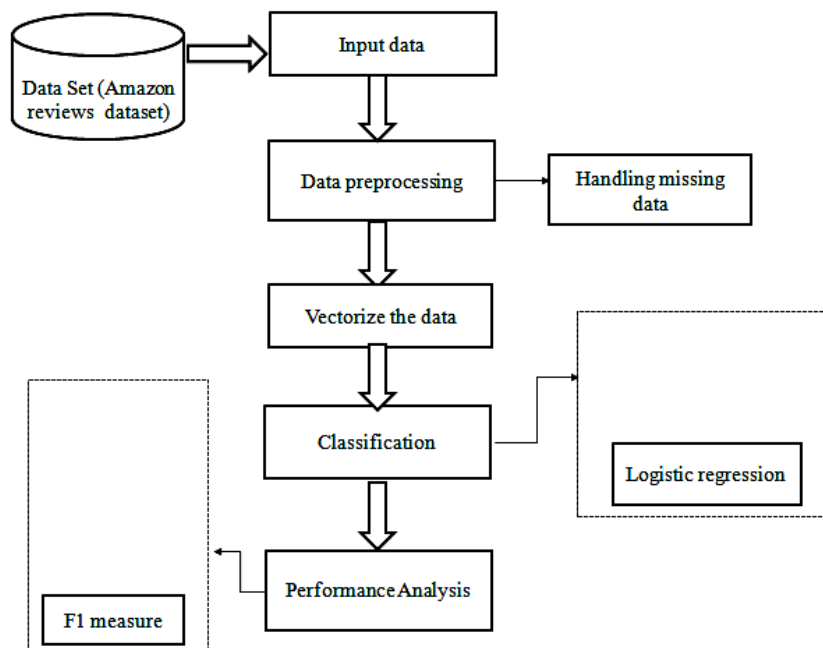 Input data
Data Set (Amazon
reviews dataset)
Data preprocessing
Handling missing
data
Vectorize the data
Classification
Logistic regression
Performance Analysis
F1 measure